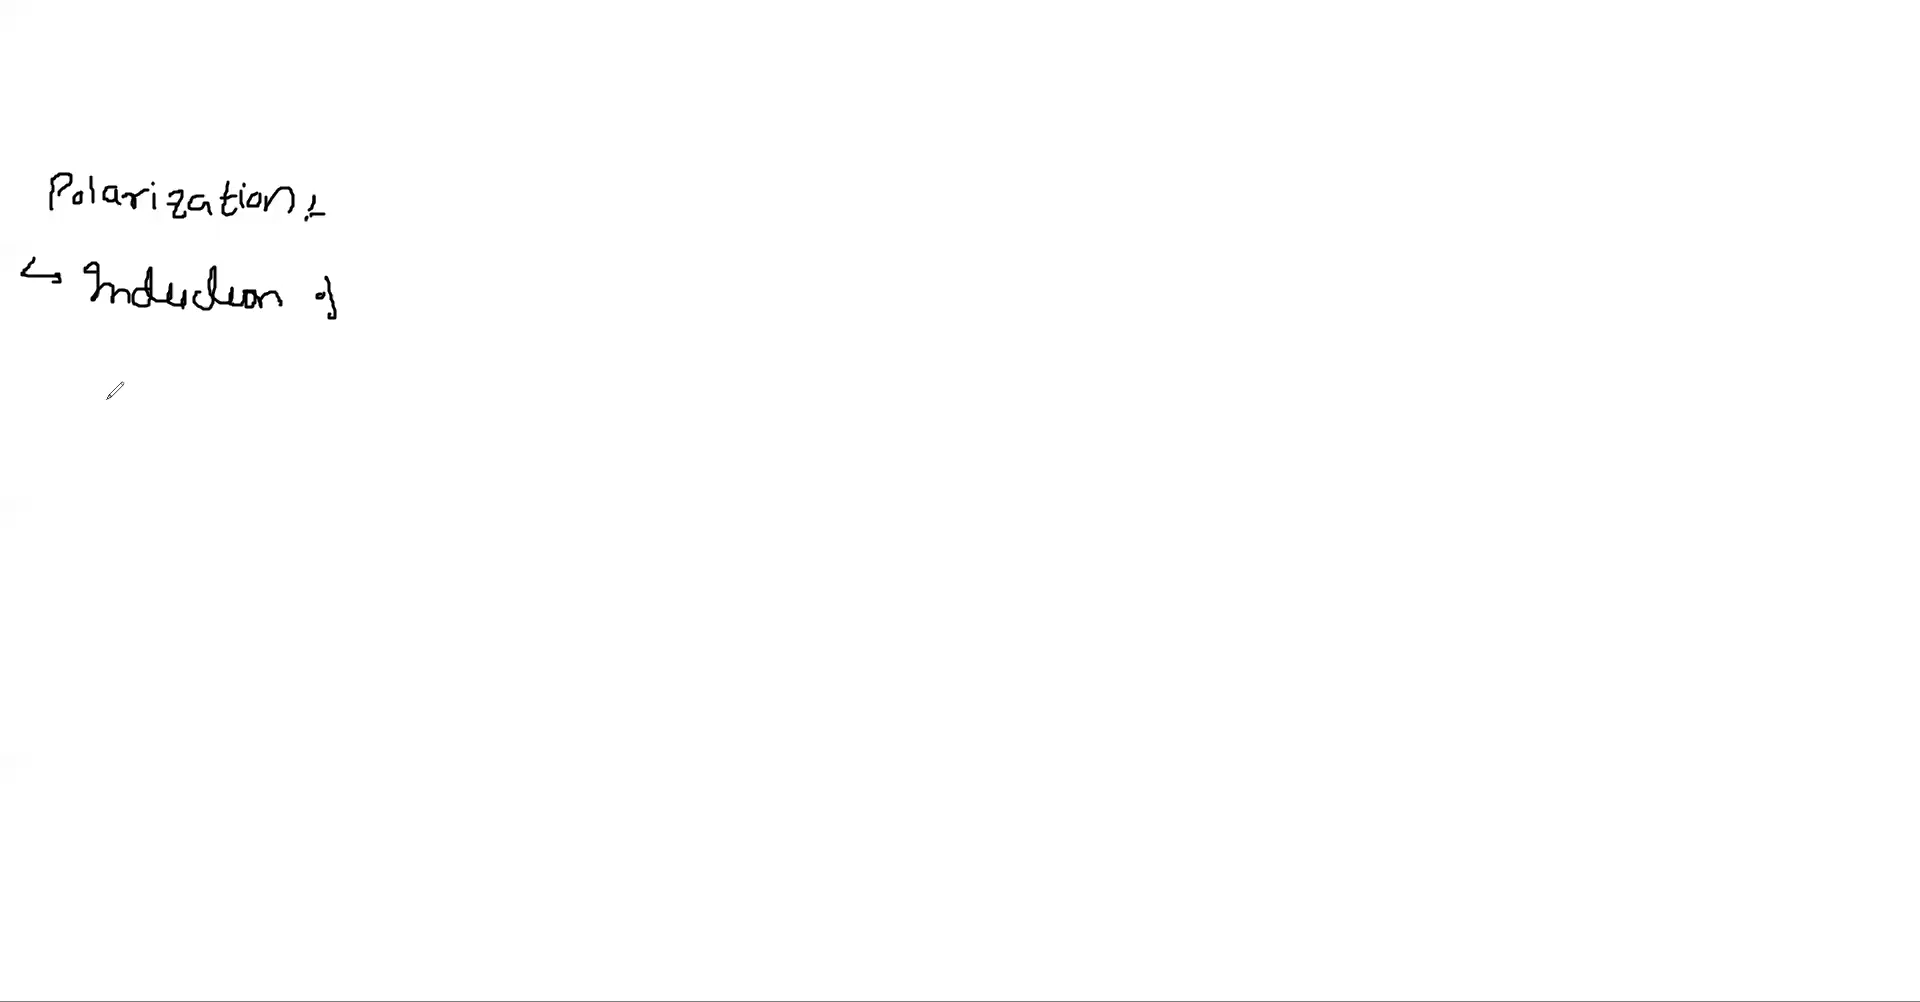 Polarization :-
↳ Induction of